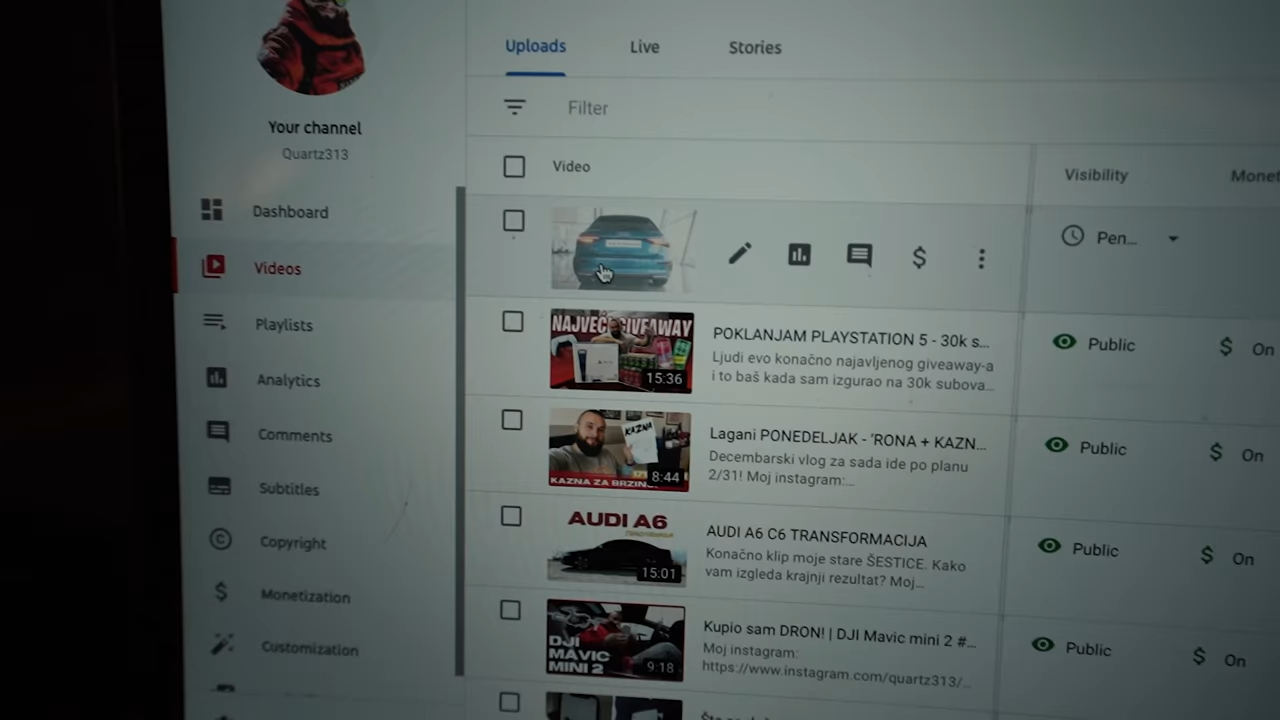 Uploads
Live
Stories
Filter
Your channel
Quartz313
Video
Visibility
Monet
Dashboard
Pen...
Videos
Playlists
NAJVEĆI GIVEAWAY
15:36
POKLANJAM PLAYSTATION 5 - 30k s...
Ljudi evo konačno najavljenog giveaway-a
i to baš kada sam izgurao na 30k subova...
Public
On
Analytics
Comments
KAZNA
KAZNA ZA BRZIN
8:44
Lagani PONEDELJAK - 'RONA + KAZN...
Decembarski vlog za sada ide po planu
2/31! Moj instagram:...
Public
On
Subtitles
Copyright
AUDI A6
15:01
AUDI A6 C6 TRANSFORMACIJA
Konačno klip moje stare ŠESTICE. Kako
vam izgleda krajnji rezultat? Moj...
Public
On
Monetization
Customization
DJI
MAVIC
MINI 2
9:18
Kupio sam DRON! | DJI Mavic mini 2 #...
Moj instagram:
https://www.instagram.com/quartz313/...
Public
On